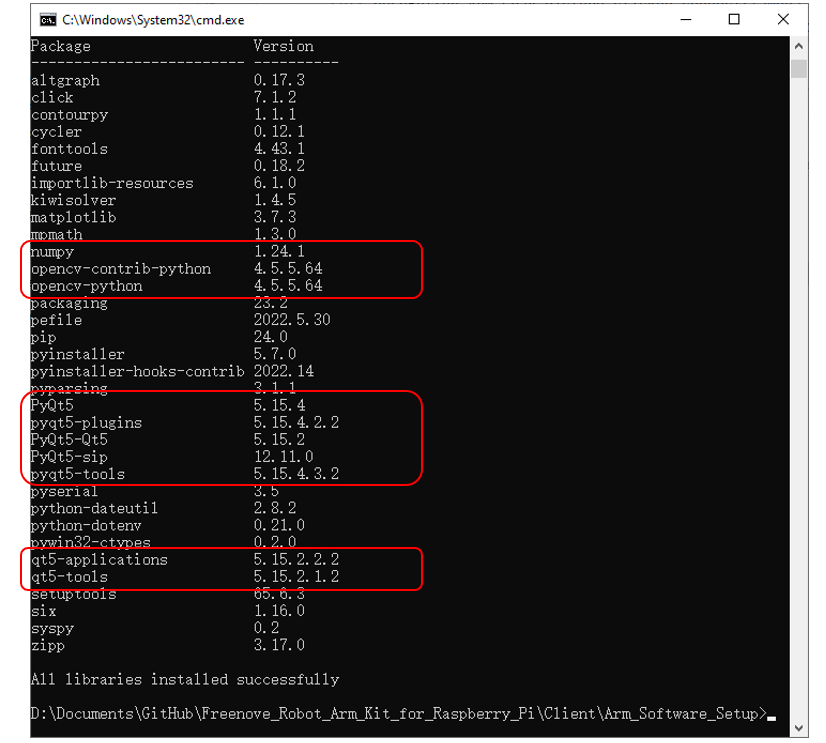 C:\Windows\System32\cmd.exe
Package Version
------------------------- ----------
altgraph 0.17.3
click 7.1.2
contourpy 1.1.1
cycler 0.12.1
fonttools 4.43.1
future 0.18.2
importlib-resources 6.1.0
kiwisolver 1.4.5
matplotlib 3.7.3
mpmath 1.3.0
numpy 1.24.1
opencv-contrib-python 4.5.5.64
opencv-python 4.5.5.64
packaging 23.2
pefile 2022.5.30
pip 24.0
pyinstaller 5.7.0
pyinstaller-hooks-contrib 2022.14
pyparsing 3.1.1
PyQt5 5.15.4
pyqt5-plugins 5.15.4.2.2
PyQt5-Qt5 5.15.2
PyQt5-sip 12.11.0
pyqt5-tools 5.15.4.3.2
pyserial 3.5
python-dateutil 2.8.2
python-dotenv 0.21.0
pywin32-ctypes 0.2.0
qt5-applications 5.15.2.2.2
qt5-tools 5.15.2.1.2
setuptools 65.6.3
six 1.16.0
syspy 0.2
zipp 3.17.0
All libraries installed successfully
D:\Documents\GitHub\Freenove_Robot_Arm_Kit_for_Raspberry_Pi\Client\Arm_Software_Setup>